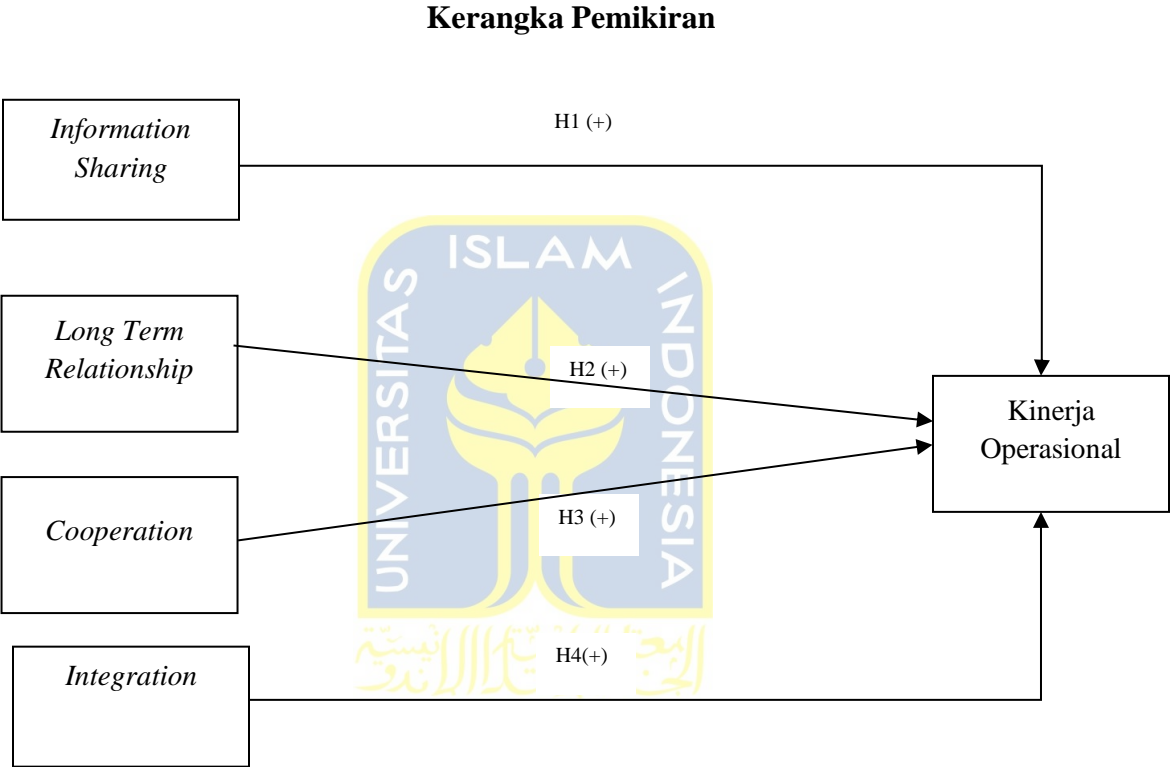 Kerangka Pemikiran
Information
Sharing
H1 (+)
ISLAM
UNIVERSITAS
INDONESIA
Long Term
Relationship
H2 (+)
Kinerja
Operasional
Cooperation
H3 (+)
H4(+)
Integration